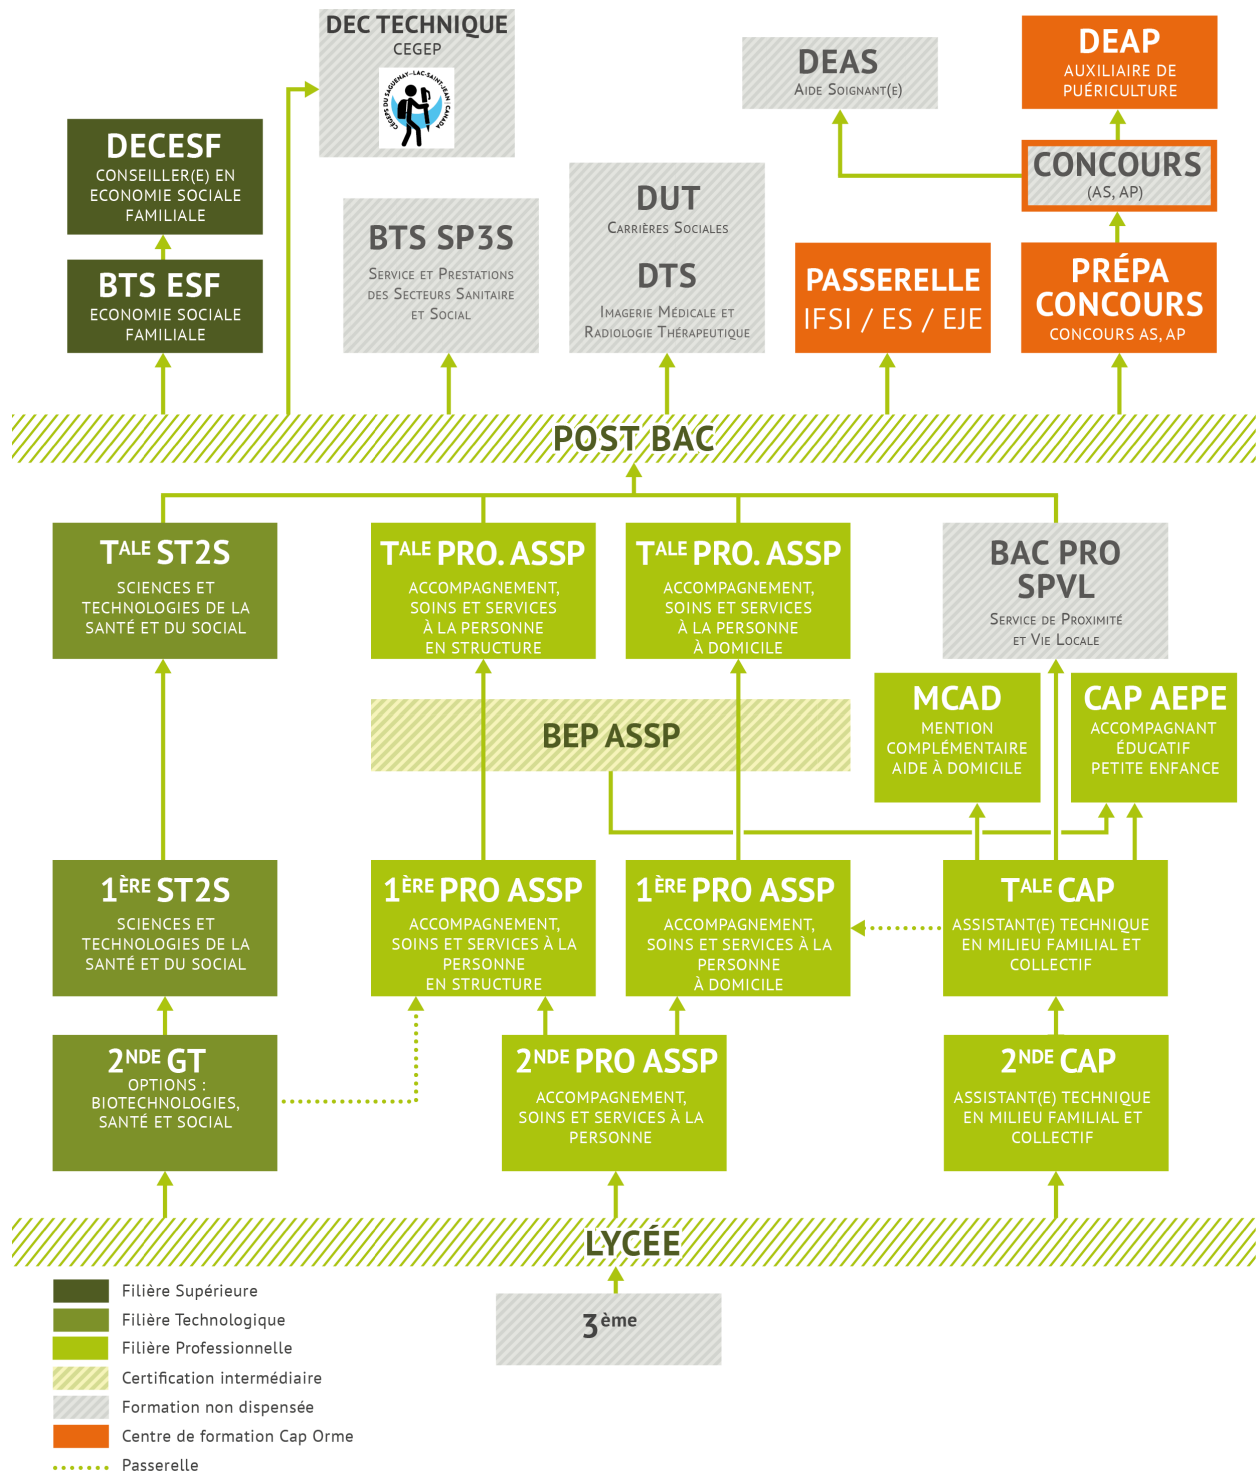 DEC TECHNIQUE
CEGEP
CÉGEPS DU SAGUENAY–LAC-SAINT-JEAN | CANADA
DEAS
Aide Soignant(e)
DEAP
AUXILIAIRE DE
PUÉRICULTURE
DECESF
CONSEILLER(E) EN
ECONOMIE SOCIALE
FAMILIALE
CONCOURS
(AS, AP)
BTS ESF
ECONOMIE SOCIALE
FAMILIALE
BTS SP3S
Service et Prestations
des Secteurs Sanitaire
et Social
DUT
Carrières Sociales
DTS
Imagerie Médicale et
Radiologie Thérapeutique
PASSERELLE
IFSI / ES / EJE
PRÉPA
CONCOURS
CONCOURS AS, AP
POST BAC
TALE ST2S
SCIENCES ET
TECHNOLOGIES DE LA
SANTÉ ET DU SOCIAL
TALE PRO. ASSP
ACCOMPAGNEMENT,
SOINS ET SERVICES
À LA PERSONNE
EN STRUCTURE
TALE PRO. ASSP
ACCOMPAGNEMENT,
SOINS ET SERVICES
À LA PERSONNE
À DOMICILE
BAC PRO
SPVL
Service de Proximité
et Vie Locale
BEP ASSP
MCAD
MENTION
COMPLÉMENTAIRE
AIDE À DOMICILE
CAP AEPE
ACCOMPAGNANT
ÉDUCATIF
PETITE ENFANCE
1ÈRE ST2S
SCIENCES ET
TECHNOLOGIES DE LA
SANTÉ ET DU SOCIAL
1ÈRE PRO ASSP
ACCOMPAGNEMENT,
SOINS ET SERVICES À LA
PERSONNE
EN STRUCTURE
1ÈRE PRO ASSP
ACCOMPAGNEMENT,
SOINS ET SERVICES À LA
PERSONNE
À DOMICILE
TALE CAP
ASSISTANT(E) TECHNIQUE
EN MILIEU FAMILIAL ET
COLLECTIF
2NDE GT
OPTIONS :
BIOTECHNOLOGIES,
SANTÉ ET SOCIAL
2NDE PRO ASSP
ACCOMPAGNEMENT,
SOINS ET SERVICES À LA
PERSONNE
2NDE CAP
ASSISTANT(E) TECHNIQUE
EN MILIEU FAMILIAL ET
COLLECTIF
LYCÉE
3ème
Filière Supérieure
Filière Technologique
Filière Professionnelle
Certification intermédiaire
Formation non dispensée
Centre de formation Cap Orme
Passerelle